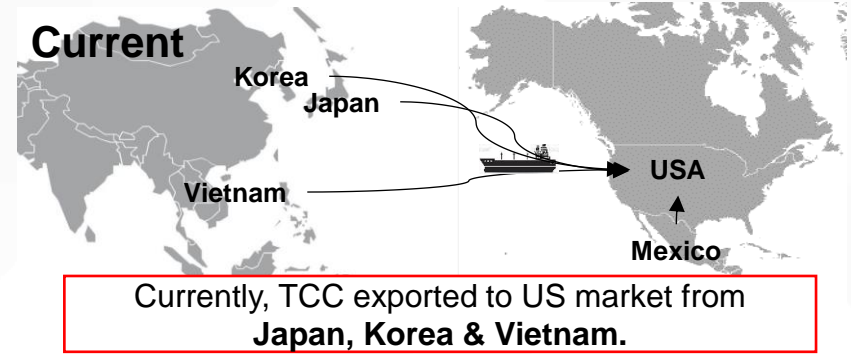 Current
Korea
Japan
Vietnam
USA
Mexico
Currently, TCC exported to US market from
Japan, Korea & Vietnam.